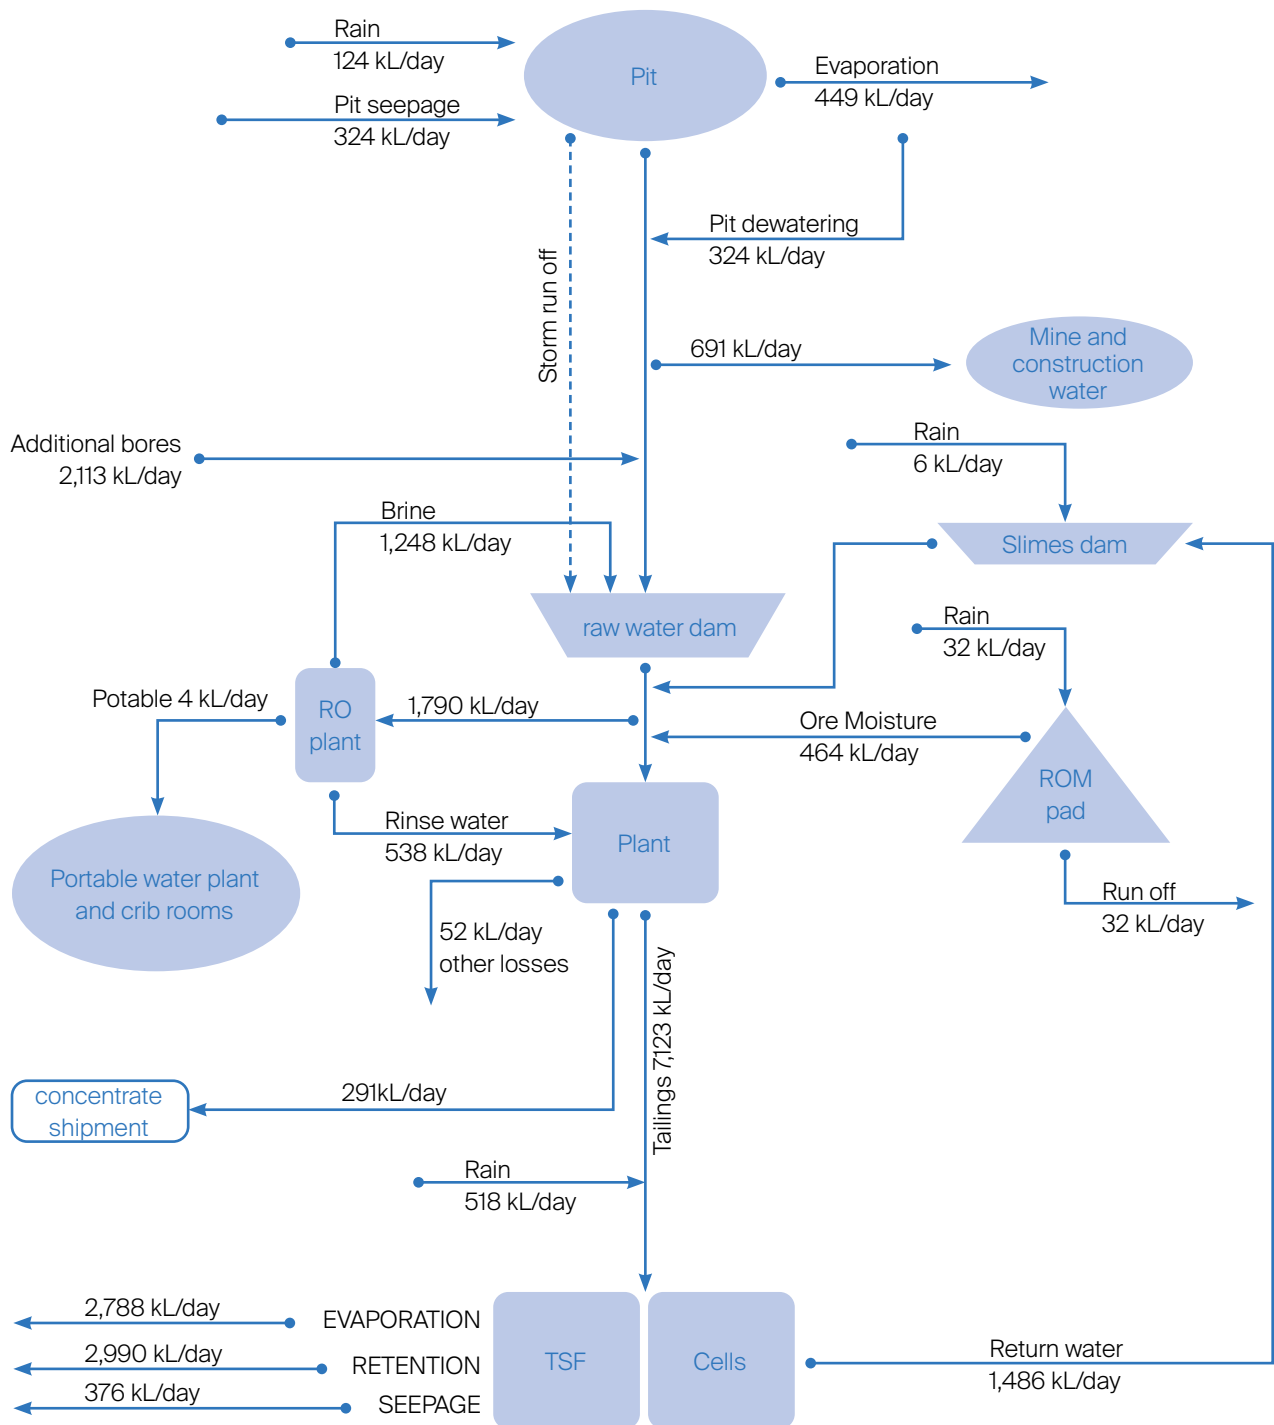 Rain
124 kL/day
Pit
Evaporation
449 kL/day
Pit seepage
324 kL/day
Pit dewatering
324 kL/day
Storm run off
691 kL/day
Mine and
construction
water
Additional bores
2,113 kL/day
Rain
6 kL/day
Brine
1,248 kL/day
Slimes dam
raw water dam
Rain
32 kL/day
Potable 4 kL/day
RO
plant
1,790 kL/day
Ore Moisture
464 kL/day
ROM
pad
Rinse water
538 kL/day
Plant
Portable water plant
and crib rooms
Run off
32 kL/day
52 kL/day
other losses
Tailings 7,123 kL/day
concentrate
shipment
291kL/day
Rain
518 kL/day
2,788 kL/day
EVAPORATION
2,990 kL/day
RETENTION
376 kL/day
SEEPAGE
TSF
Cells
Return water
1,486 kL/day